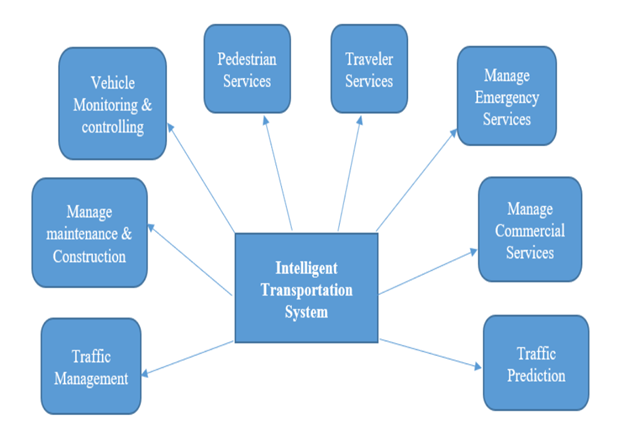 Pedestrian
Services
Traveler
Services
Vehicle
Monitoring &
controlling
Manage
Emergency
Services
Manage
maintenance &
Construction
Manage
Commercial
Services
Intelligent
Transportation
System
Traffic
Management
Traffic
Prediction